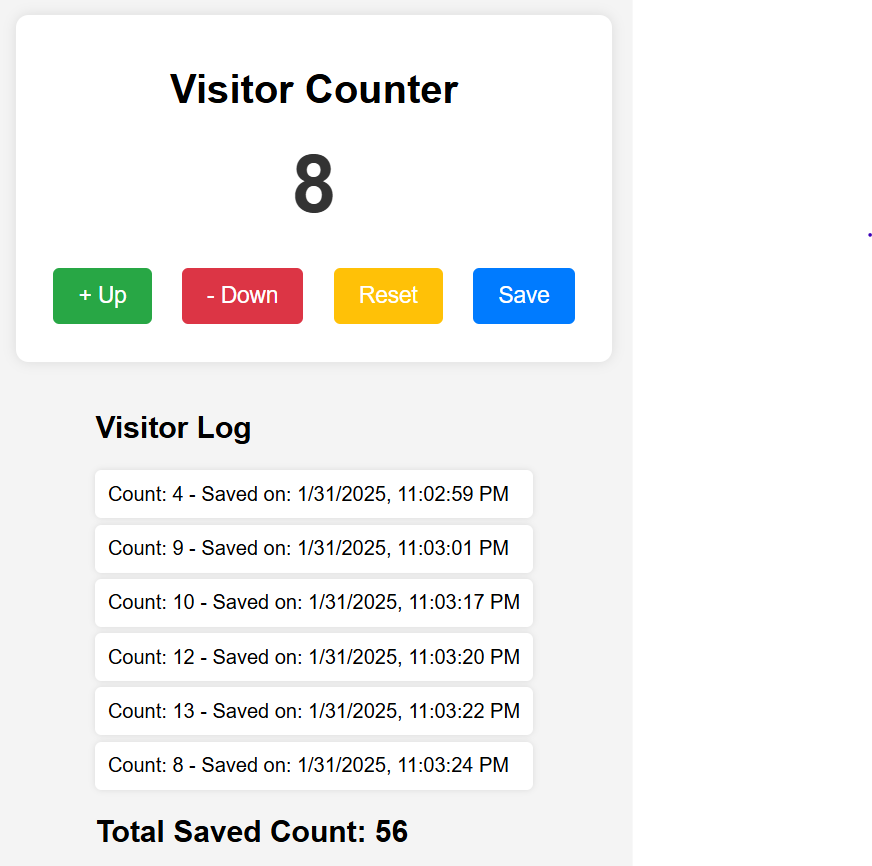 Visitor Counter
8
+ Up - Down Reset Save
Visitor Log
Count: 4 - Saved on: 1/31/2025, 11:02:59 PM
Count: 9 - Saved on: 1/31/2025, 11:03:01 PM
Count: 10 - Saved on: 1/31/2025, 11:03:17 PM
Count: 12 - Saved on: 1/31/2025, 11:03:20 PM
Count: 13 - Saved on: 1/31/2025, 11:03:22 PM
Count: 8 - Saved on: 1/31/2025, 11:03:24 PM
Total Saved Count: 56